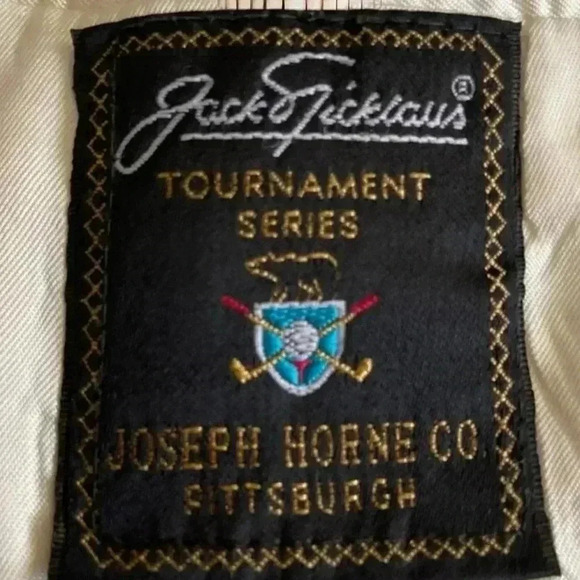 Jack Nicklaus®
TOURNAMENT
SERIES
JOSEPH HORNE CO.
PITTSBURGH